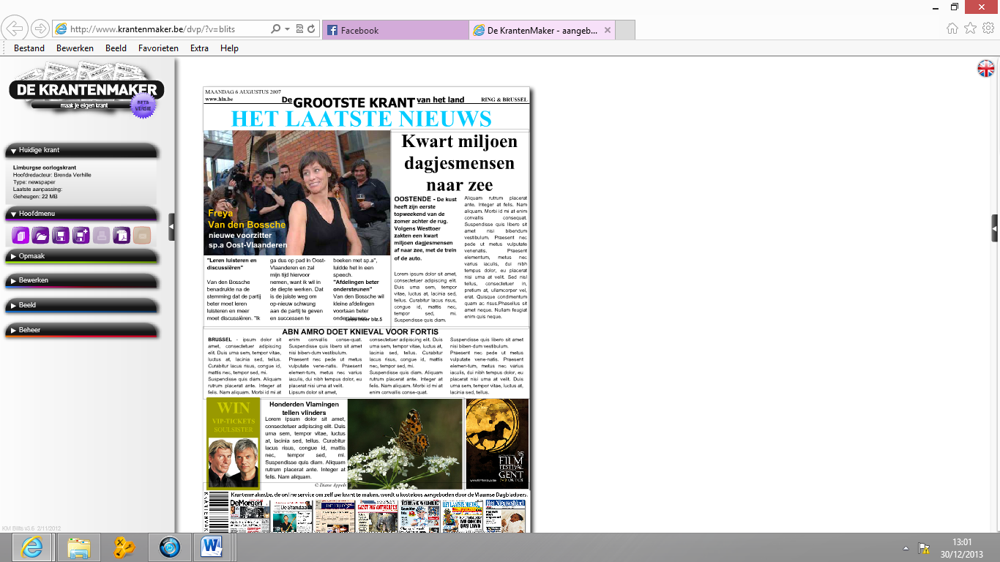 http://www.krantenmaker.be/dvp/?v=blits
Facebook
De KrantenMaker - aangeb...
Bestand Bewerken Beeld Favorieten Extra Help
DE KRANTENMAKER
maak je eigen krant
BETA VERSIE
Huidige krant
Limburgse oorlogskrant
Hoofdredacteur: Brenda Verhille
Type: newspaper
Laatste aanpassing:
Geheugen: 22 MB
Hoofdmenu
Opmaak
Bewerken
Beeld
Beheer
KM Blits v3.5 2/11/2012
MAANDAG 6 AUGUSTUS 2007
www.hln.be
De GROOTSTE KRANT van het land
RING & BRUSSEL
HET LAATSTE NIEUWS
Freya
Van den Bossche
nieuwe voorzitter
sp.a Oost-Vlaanderen
"Leren luisteren en
discussiëren"
Van den Bossche
benadrukte na de
stemming dat de partij
beter moet leren
luisteren en meer
moet discussiëren. "Ik
ga dus op pad in Oost-
Vlaanderen en zal
mijn tijd hiervoor
nemen, want ik wil in
de diepte werken. Dat
is de juiste weg om
op-nieuw schwung
aan de partij te geven
en successen te
boeken met sp.a",
luidde het in een
speech.
"Afdelingen beter
ondersteunen"
Van den Bossche wil
kleine afdelingen
voortaan beter
ondersteunen.
Lees meer blz.5
Kwart miljoen
dagjesmensen
naar zee
OOSTENDE - De kust
heeft zijn eerste
topweekend van de
zomer achter de rug.
Volgens Westtoer
zakten een kwart
miljoen dagjesmensen
af naar zee, met de trein
of de auto.
Lorem ipsum dolor sit amet,
consectetuer adipiscing elit.
Duis urna sem, tempor
vitae, luctus at, lacinia sed,
tellus. Curabitur lacus risus,
congue id, mattis nec,
tempor sed, mi.
Suspendisse quis diam.
Aliquam rutrum placerat
ante. Integer at felis. Nam
aliquam. Morbi id mi at enim
convallis consequat.
Suspendisse quis libero sit
amet nisi bibendum
vestibulum. Praesent nec
pede ut metus vulputate
venenatis. Praesent
elementum, metus nec
varius iaculis, dui nibh
tempus dolor, eu placerat
nisi urna at velit. Sed nisl
tellus, consectetuer in,
pretium at, ullamcorper vel,
erat. Quisque condimentum
quam ac risus.Phasellus sit
amet neque. Nullam feugiat
enim quis neque.
ABN AMRO DOET KNIEVAL VOOR FORTIS
BRUSSEL - ipsum dolor sit
amet, consectetuer adipiscing
elit. Duis urna sem, tempor vitae,
luctus at, lacinia sed, tellus.
Curabitur lacus risus, congue id,
mattis nec, tempor sed, mi.
Suspendisse quis diam. Aliquam
rutrum placerat ante. Integer at
felis. Nam aliquam. Morbi id mi at
enim convallis conse-quat.
Suspendisse quis libero sit amet
nisi biben-dum vestibulum.
Praesent nec pede ut metus
vulputate vene-natis. Praesent
elemen-tum, metus nec varius
iaculis, dui nibh tempus dolor, eu
placerat nisi urna at velit.
Lipsum dolor sit amet,
consectetuer adipiscing elit. Duis
urna sem, tempor vitae, luctus at,
lacinia sed, tellus. Curabitur
lacus risus, congue id, mattis
nec, tempor sed, mi.
Suspendisse quis diam. Aliquam
rutrum placerat ante. Integer at
felis. Nam aliquam. Morbi id mi at
enim convallis conse-quat.
Suspendisse quis libero sit amet
nisi biben-dum vestibulum.
Praesent nec pede ut metus
vulputate vene-natis. Praesent
elemen-tum, metus nec varius
iaculis, dui nibh tempus dolor, eu
placerat nisi urna at velit. Duis
urna sem, tempor vitae, luctus at,
lacinia sed, tellus.
WIN
VIP-TICKETS
SOULSISTER
Honderden Vlamingen
tellen vlinders
Lorem ipsum dolor sit amet,
consectetuer adipiscing elit. Duis
urna sem, tempor vitae, luctus
at, lacinia sed, tellus. Curabitur
lacus risus, congue id, mattis
nec, tempor sed, mi.
Suspendisse quis diam. Aliquam
rutrum placerat ante. Integer at
felis. Nam aliquam.
© Diane Appels
35
FILM
FESTIVAL
GENT
Krantenmaker.be, de online service om zelf uw krant te maken, wordt u kosteloos aangeboden door de Vlaamse Dagbladpers.
DeMorgen
De Standaard
DE TIJD
GAZET VAN ANTWERPEN
HET LAATSTE NIEUWS
Het Nieuwsblad
13:01
30/12/2013